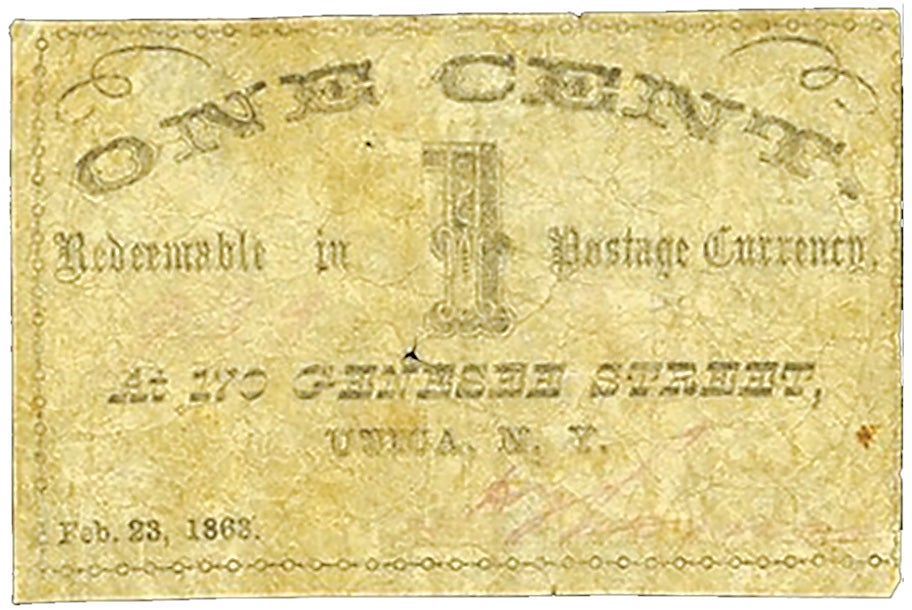 ONE CENT.
1
Redeemable in Postage Currency,
At 170 GENESEE STREET,
UTICA, N. Y.
Feb. 23, 1863.